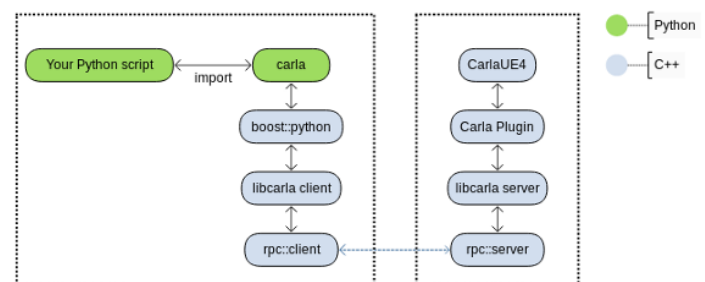 Your Python script
import
carla
boost::python
libcarla client
rpc::client
CarlaUE4
Carla Plugin
libcarla server
rpc::server
Python
C++